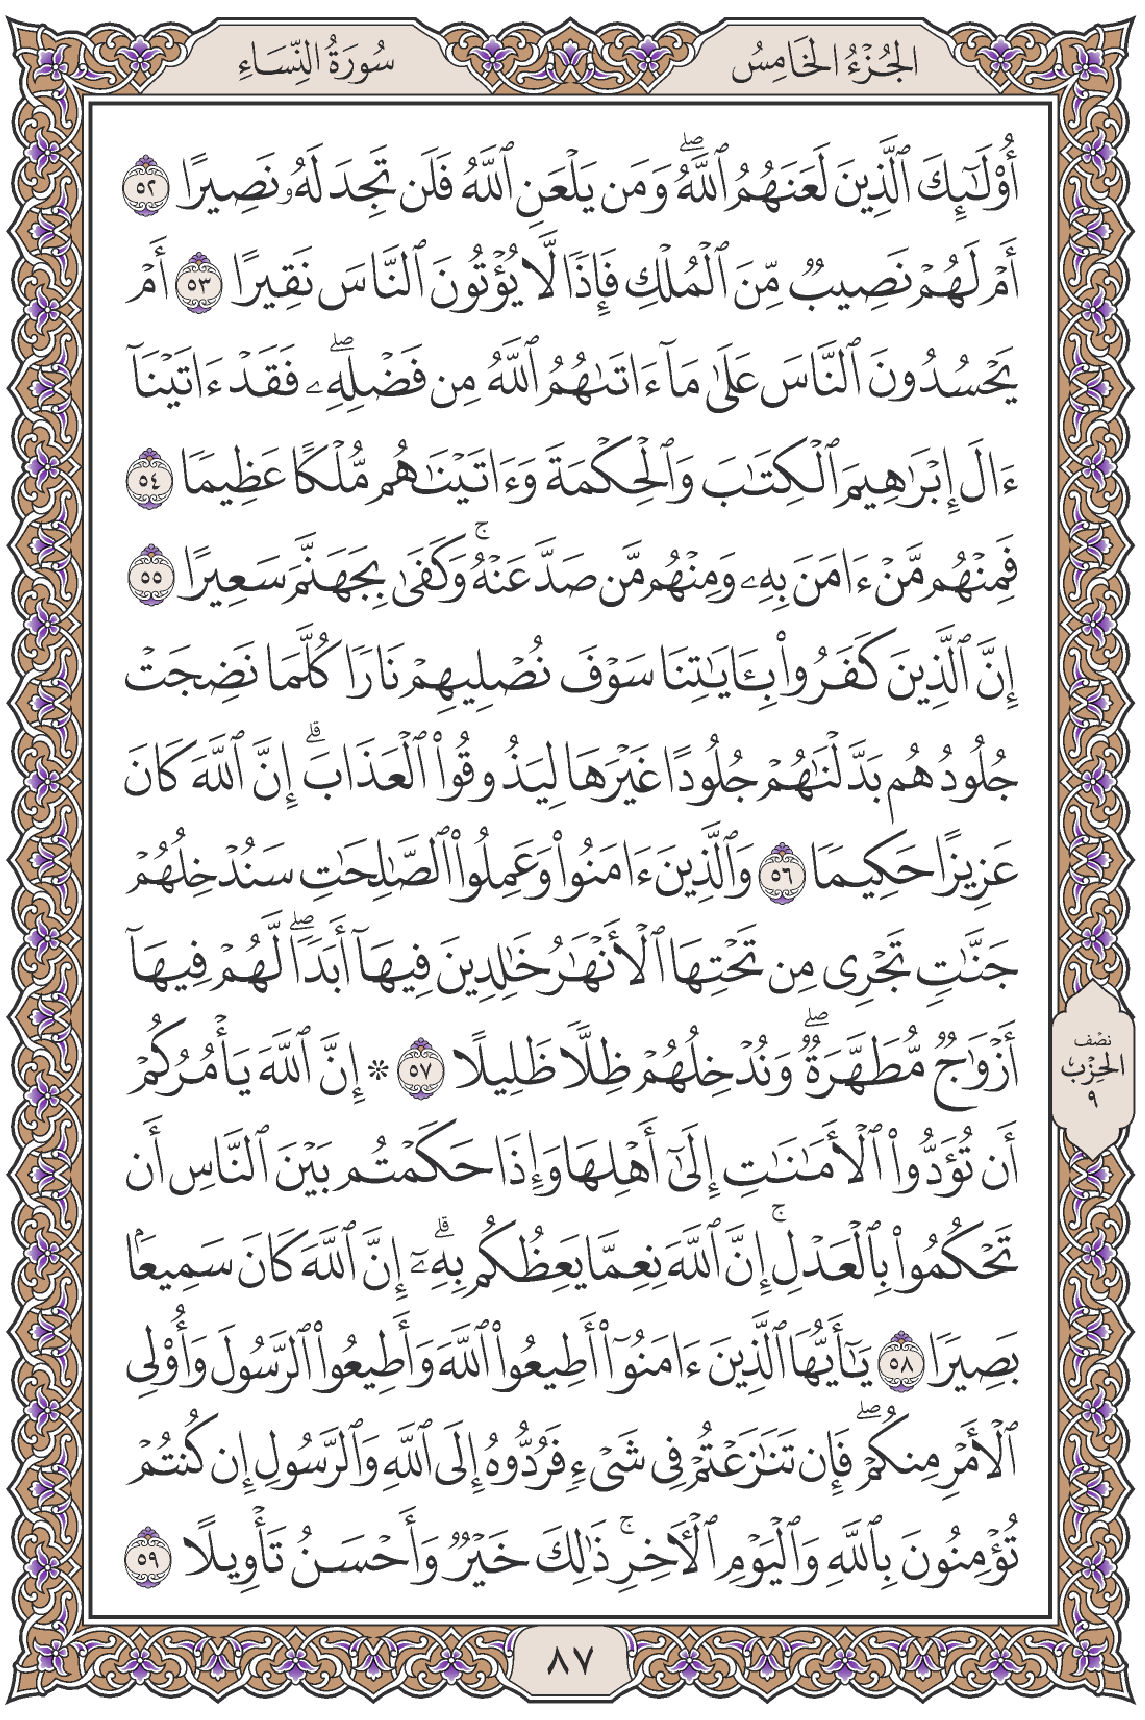 الجُزْءُ الخَامِسُ
سُورَةُ النِّسَاءِ
أُوْلَـٰٓئِكَ ٱلَّذِينَ لَعَنَهُمُ ٱللَّهُۖ وَمَن يَلْعَنِ ٱللَّهُ فَلَن تَجِدَ لَهُۥ نَصِيرًا ٥٢
أَمْ لَهُمْ نَصِيبٌ مِّنَ ٱلْمُلْكِ فَإِذًا لَّا يُؤْتُونَ ٱلنَّاسَ نَقِيرًا ٥٣ أَمْ
يَحْسُدُونَ ٱلنَّاسَ عَلَىٰ مَآ ءَاتَىٰهُمُ ٱللَّهُ مِن فَضْلِهِۦۖ فَقَدْ ءَاتَيْنَآ
ءَالَ إِبْرَٰهِيمَ ٱلْكِتَـٰبَ وَٱلْحِكْمَةَ وَءَاتَيْنَـٰهُم مُّلْكًا عَظِيمًا ٥٤
فَمِنْهُم مَّنْ ءَامَنَ بِهِۦ وَمِنْهُم مَّن صَدَّ عَنْهُۚ وَكَفَىٰ بِجَهَنَّمَ سَعِيرًا ٥٥
إِنَّ ٱلَّذِينَ كَفَرُوا۟ بِـَٔايَـٰتِنَا سَوْفَ نُصْلِيهِمْ نَارًا كُلَّمَا نَضِجَتْ
جُلُودُهُم بَدَّلْنَـٰهُمْ جُلُودًا غَيْرَهَا لِيَذُوقُوا۟ ٱلْعَذَابَۗ إِنَّ ٱللَّهَ كَانَ
عَزِيزًا حَكِيمًا ٥٦ وَٱلَّذِينَ ءَامَنُوا۟ وَعَمِلُوا۟ ٱلصَّـٰلِحَـٰتِ سَنُدْخِلُهُمْ
جَنَّـٰتٍ تَجْرِى مِن تَحْتِهَا ٱلْأَنْهَـٰرُ خَـٰلِدِينَ فِيهَآ أَبَدًاۖ لَّهُمْ فِيهَآ
أَزْوَٰجٌ مُّطَهَّرَةٌۖ وَنُدْخِلُهُمْ ظِلًّا ظَلِيلًا ٥٧ ۞ إِنَّ ٱللَّهَ يَأْمُرُكُمْ
نصف
الحِزْب
٩
أَن تُؤَدُّوا۟ ٱلْأَمَـٰنَـٰتِ إِلَىٰٓ أَهْلِهَا وَإِذَا حَكَمْتُم بَيْنَ ٱلنَّاسِ أَن
تَحْكُمُوا۟ بِٱلْعَدْلِۚ إِنَّ ٱللَّهَ نِعِمَّا يَعِظُكُم بِهِۦٓۗ إِنَّ ٱللَّهَ كَانَ سَمِيعًۢا
بَصِيرًا ٥٨ يَـٰٓأَيُّهَا ٱلَّذِينَ ءَامَنُوٓا۟ أَطِيعُوا۟ ٱللَّهَ وَأَطِيعُوا۟ ٱلرَّسُولَ وَأُوْلِى
ٱلْأَمْرِ مِنكُمْۖ فَإِن تَنَـٰزَعْتُمْ فِى شَىْءٍ فَرُدُّوهُ إِلَى ٱللَّهِ وَٱلرَّسُولِ إِن كُنتُمْ
تُؤْمِنُونَ بِٱللَّهِ وَٱلْيَوْمِ ٱلْـَٔاخِرِۚ ذَٰلِكَ خَيْرٌ وَأَحْسَنُ تَأْوِيلًا ٥٩
٨٧